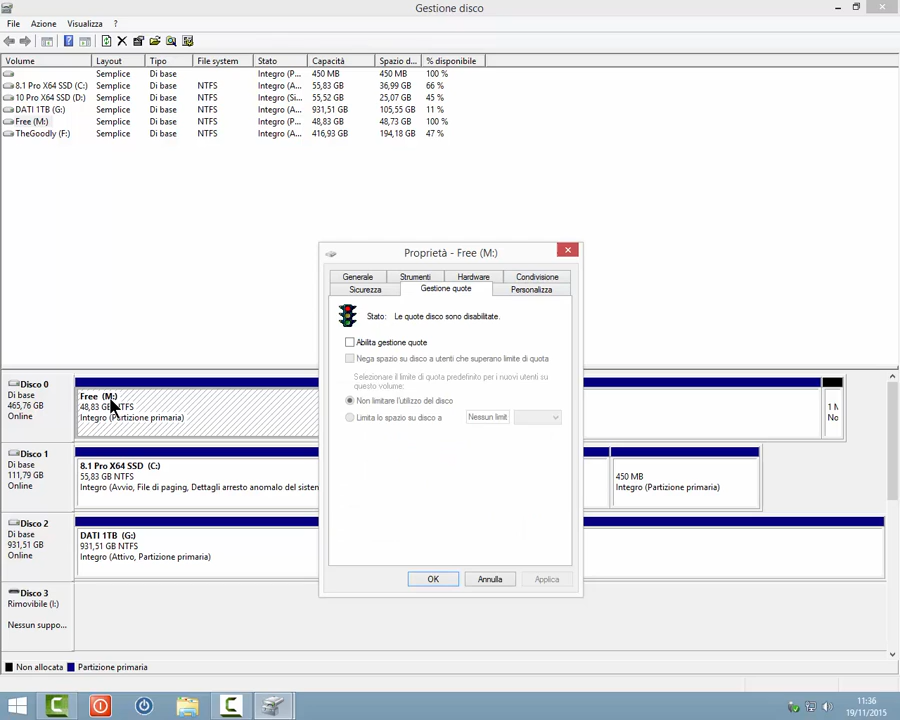 Gestione disco
File Azione Visualizza ?
Volume Layout Tipo File system Stato Capacità Spazio d... % disponibile
Semplice Di base Integro (P... 450 MB 450 MB 100 %
8.1 Pro X64 SSD (C:) Semplice Di base NTFS Integro (A... 55,83 GB 36,99 GB 66 %
10 Pro X64 SSD (D:) Semplice Di base NTFS Integro (Si... 55,52 GB 25,07 GB 45 %
DATI 1TB (G:) Semplice Di base NTFS Integro (A... 931,51 GB 105,55 GB 11 %
Free (M:) Semplice Di base NTFS Integro (P... 48,83 GB 48,73 GB 100 %
TheGoodly (F:) Semplice Di base NTFS Integro (A... 416,93 GB 194,18 GB 47 %
Proprietà - Free (M:)
Generale Strumenti Hardware Condivisione
Sicurezza Gestione quote Personalizza
Stato: Le quote disco sono disabilitate.
Abilita gestione quote
Nega spazio su disco a utenti che superano limite di quota
Selezionare il limite di quota predefinito per i nuovi utenti su
questo volume:
Non limitare l'utilizzo del disco
Limita lo spazio su disco a Nessun limit
OK Annulla Applica
Disco 0
Di base
465,76 GB
Online
Free (M:)
48,83 GB NTFS
Integro (Partizione primaria)
1 M
Nc
Disco 1
Di base
111,79 GB
Online
8.1 Pro X64 SSD (C:)
55,83 GB NTFS
Integro (Avvio, File di paging, Dettagli arresto anomalo del sistem
450 MB
Integro (Partizione primaria)
Disco 2
Di base
931,51 GB
Online
DATI 1TB (G:)
931,51 GB NTFS
Integro (Attivo, Partizione primaria)
Disco 3
Rimovibile (I:)
Nessun suppo...
Non allocata Partizione primaria
11:36
19/11/2015